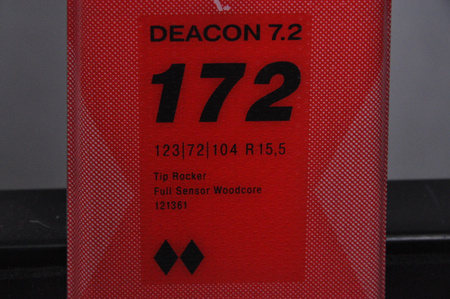 DEACON 7.2
172
123|72|104 R15,5
Tip Rocker
Full Sensor Woodcore
121361